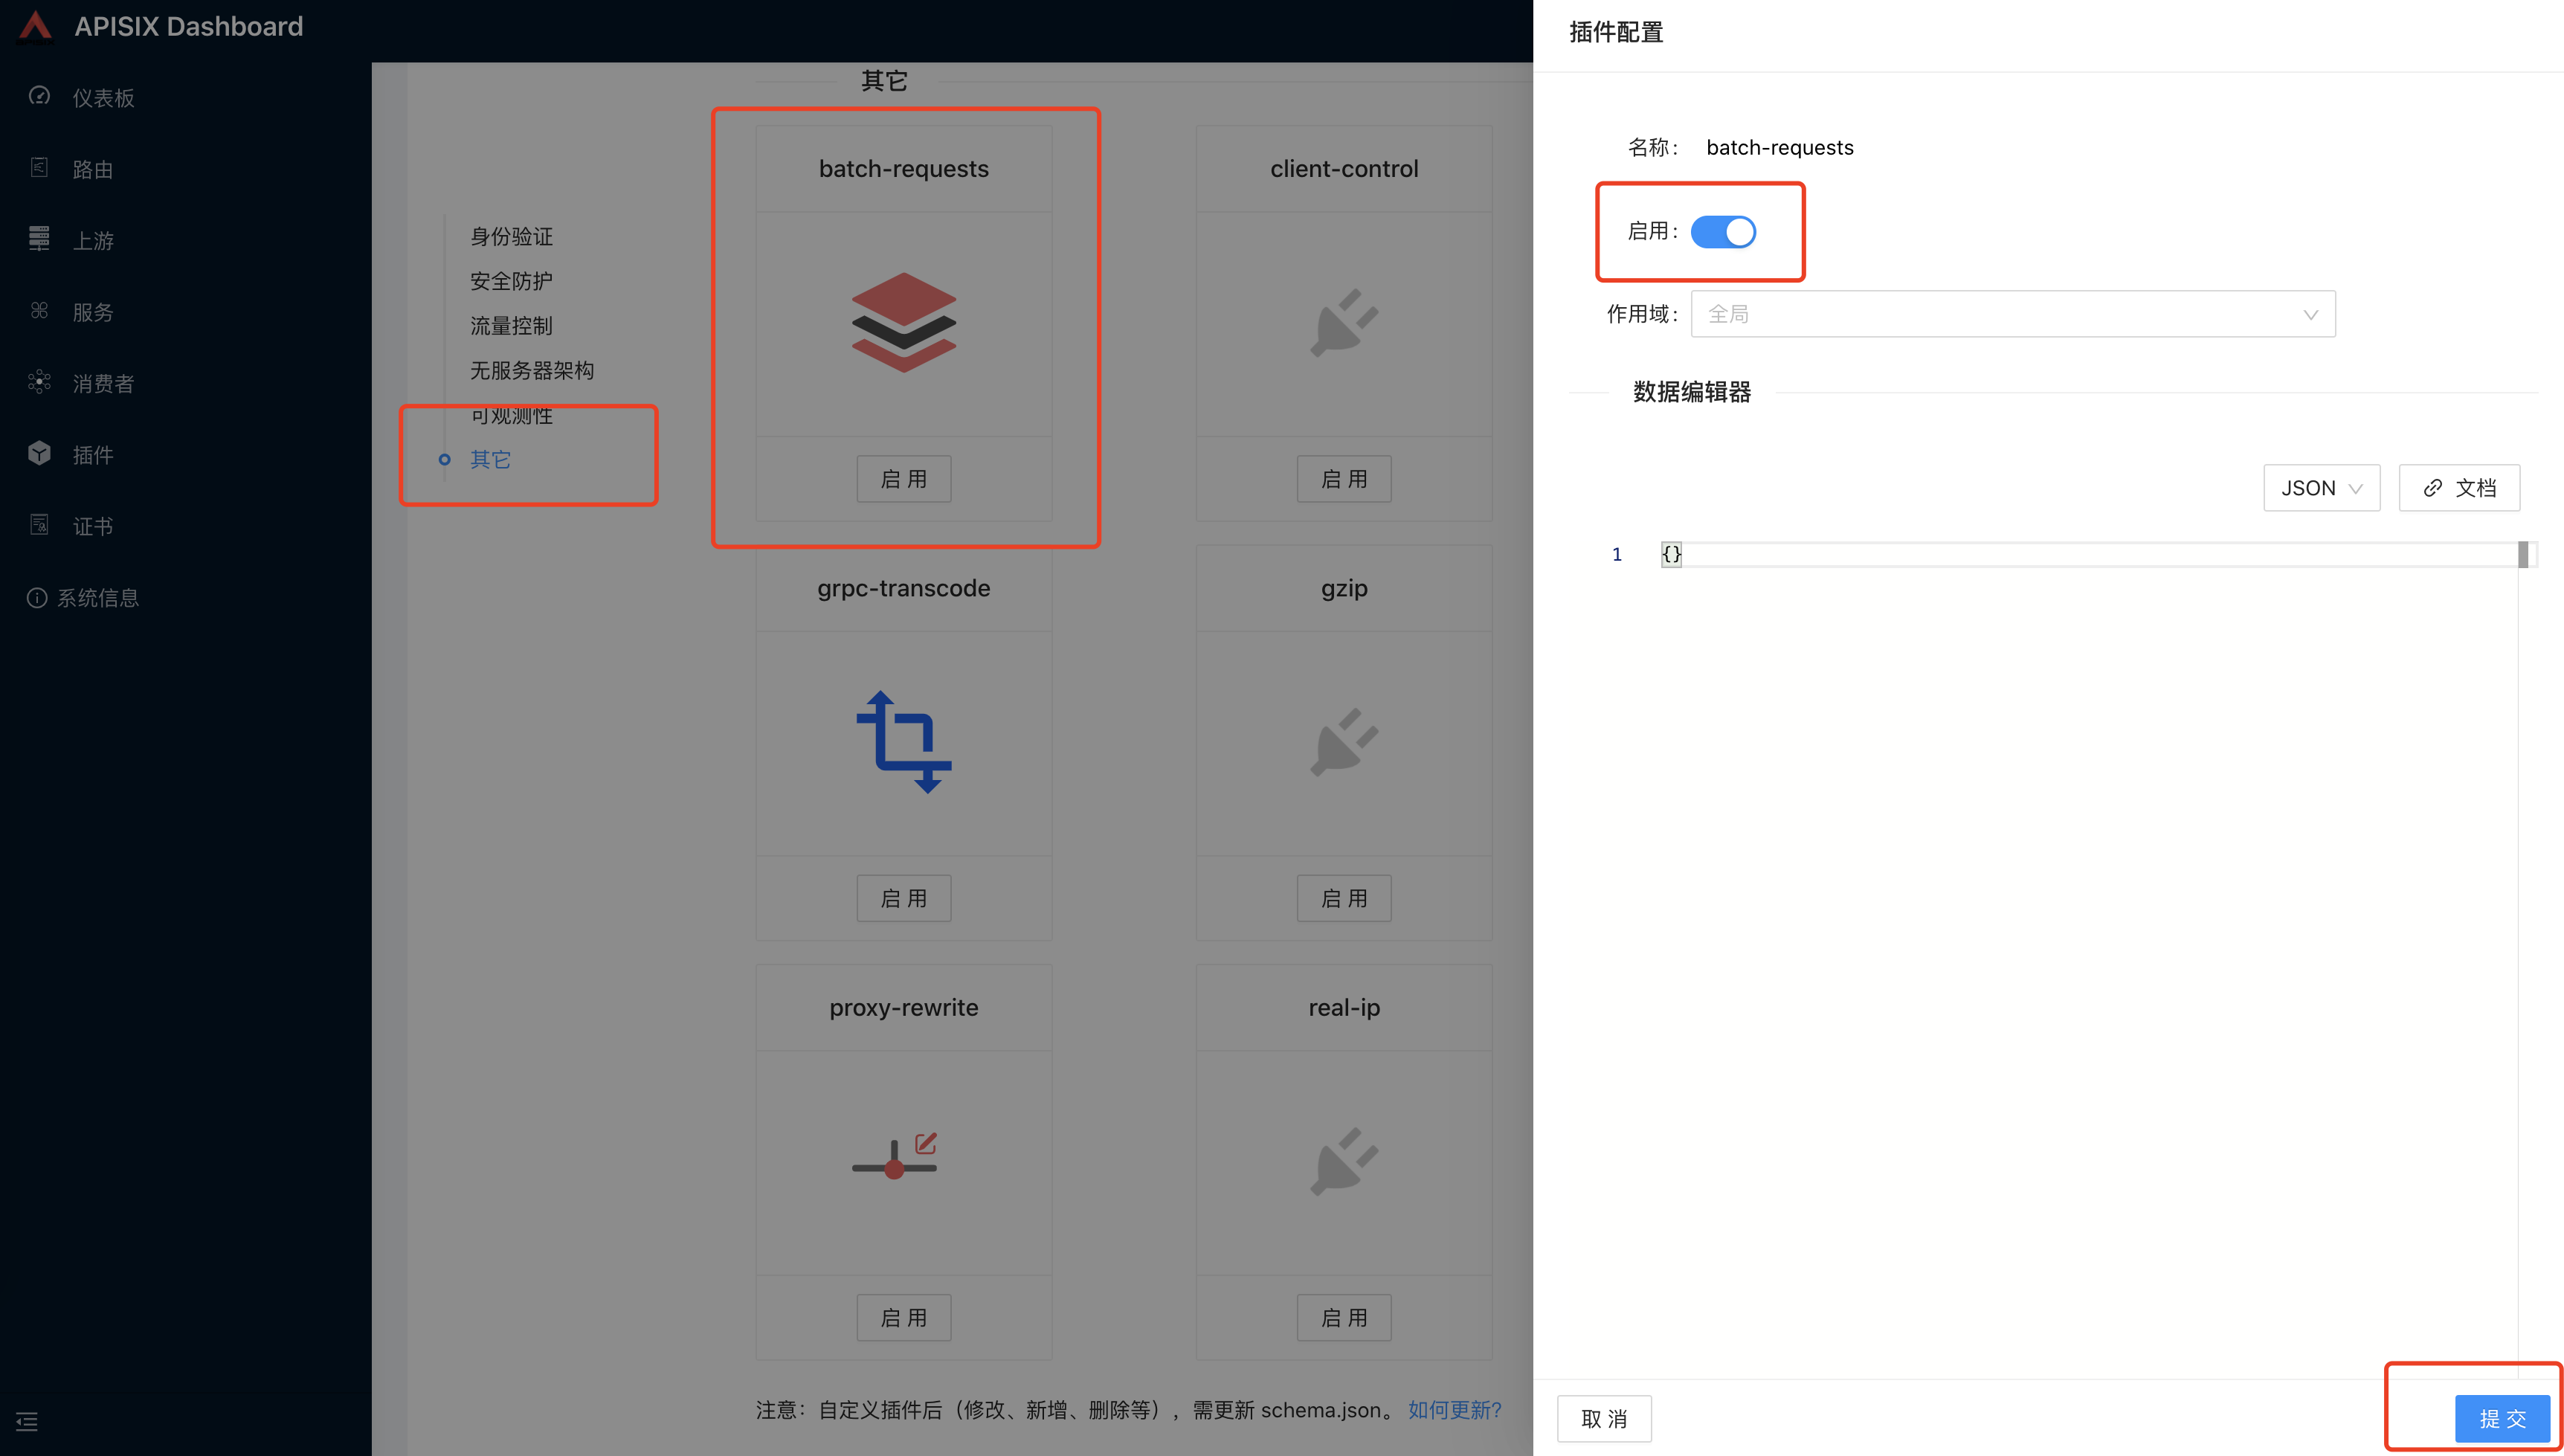 APISIX Dashboard
仪表板
路由
上游
服务
消费者
插件
证书
系统信息
身份验证
安全防护
流量控制
无服务器架构
可观测性
其它
其它
batch-requests
启 用
client-control
启 用
grpc-transcode
启 用
gzip
启 用
proxy-rewrite
启 用
real-ip
启 用
注意：自定义插件后（修改、新增、删除等），需更新 schema.json。 如何更新?
插件配置
名称： batch-requests
启用：
作用域： 全局
数据编辑器
JSON 文档
1 {}
取 消 提 交